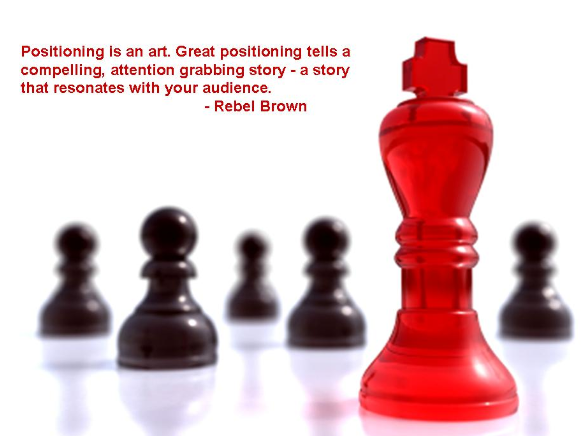 Positioning is an art. Great positioning tells a
compelling, attention grabbing story - a story
that resonates with your audience.
- Rebel Brown